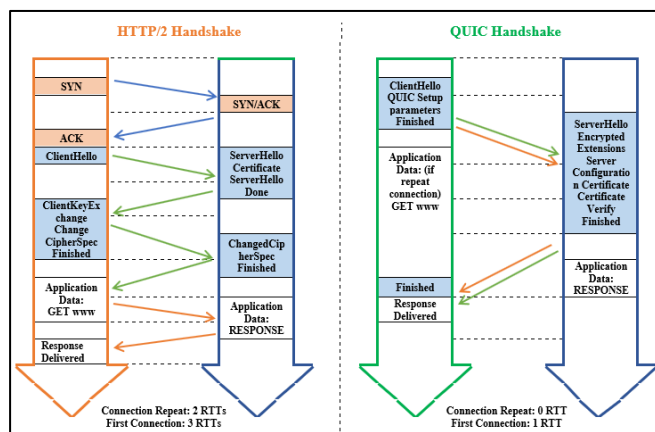 HTTP/2 Handshake
SYN
SYN/ACK
ACK
ClientHello
ServerHello
Certificate
ServerHello
Done
ClientKeyEx
change
Change
CipherSpec
Finished
ChangedCip
herSpec
Finished
Application
Data:
GET www
Application
Data:
RESPONSE
Response
Delivered
Connection Repeat: 2 RTTs
First Connection: 3 RTTs
QUIC Handshake
ClientHello
QUIC Setup
parameters
Finished
ServerHello
Encrypted
Extensions
Server
Configuratio
n Certificate
Certificate
Verify
Finished
Application
Data: (if
repeat
connection)
GET www
Application
Data:
RESPONSE
Finished
Response
Delivered
Connection Repeat: 0 RTT
First Connection: 1 RTT